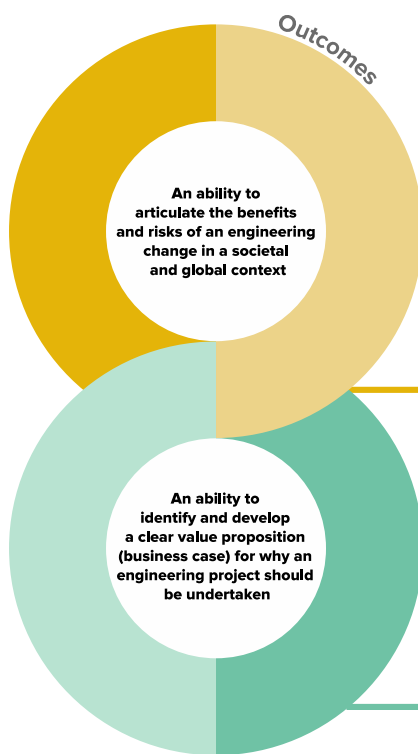 Outcomes
An ability to
articulate the benefits
and risks of an engineering
change in a societal
and global context
An ability to
identify and develop
a clear value proposition
(business case) for why an
engineering project should
be undertaken